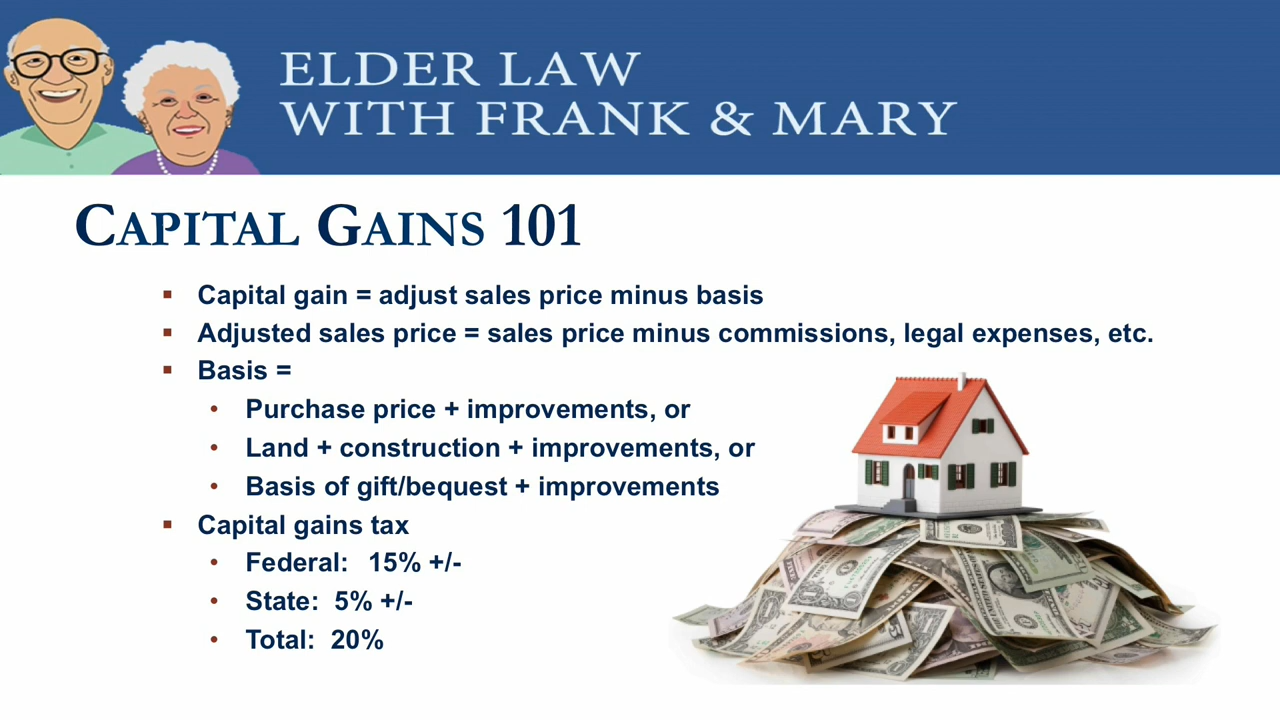 ELDER LAW
WITH FRANK & MARY
CAPITAL GAINS 101
▪ Capital gain = adjust sales price minus basis
▪ Adjusted sales price = sales price minus commissions, legal expenses, etc.
▪ Basis =
• Purchase price + improvements, or
• Land + construction + improvements, or
• Basis of gift/bequest + improvements
▪ Capital gains tax
• Federal: 15% +/-
• State: 5% +/-
• Total: 20%